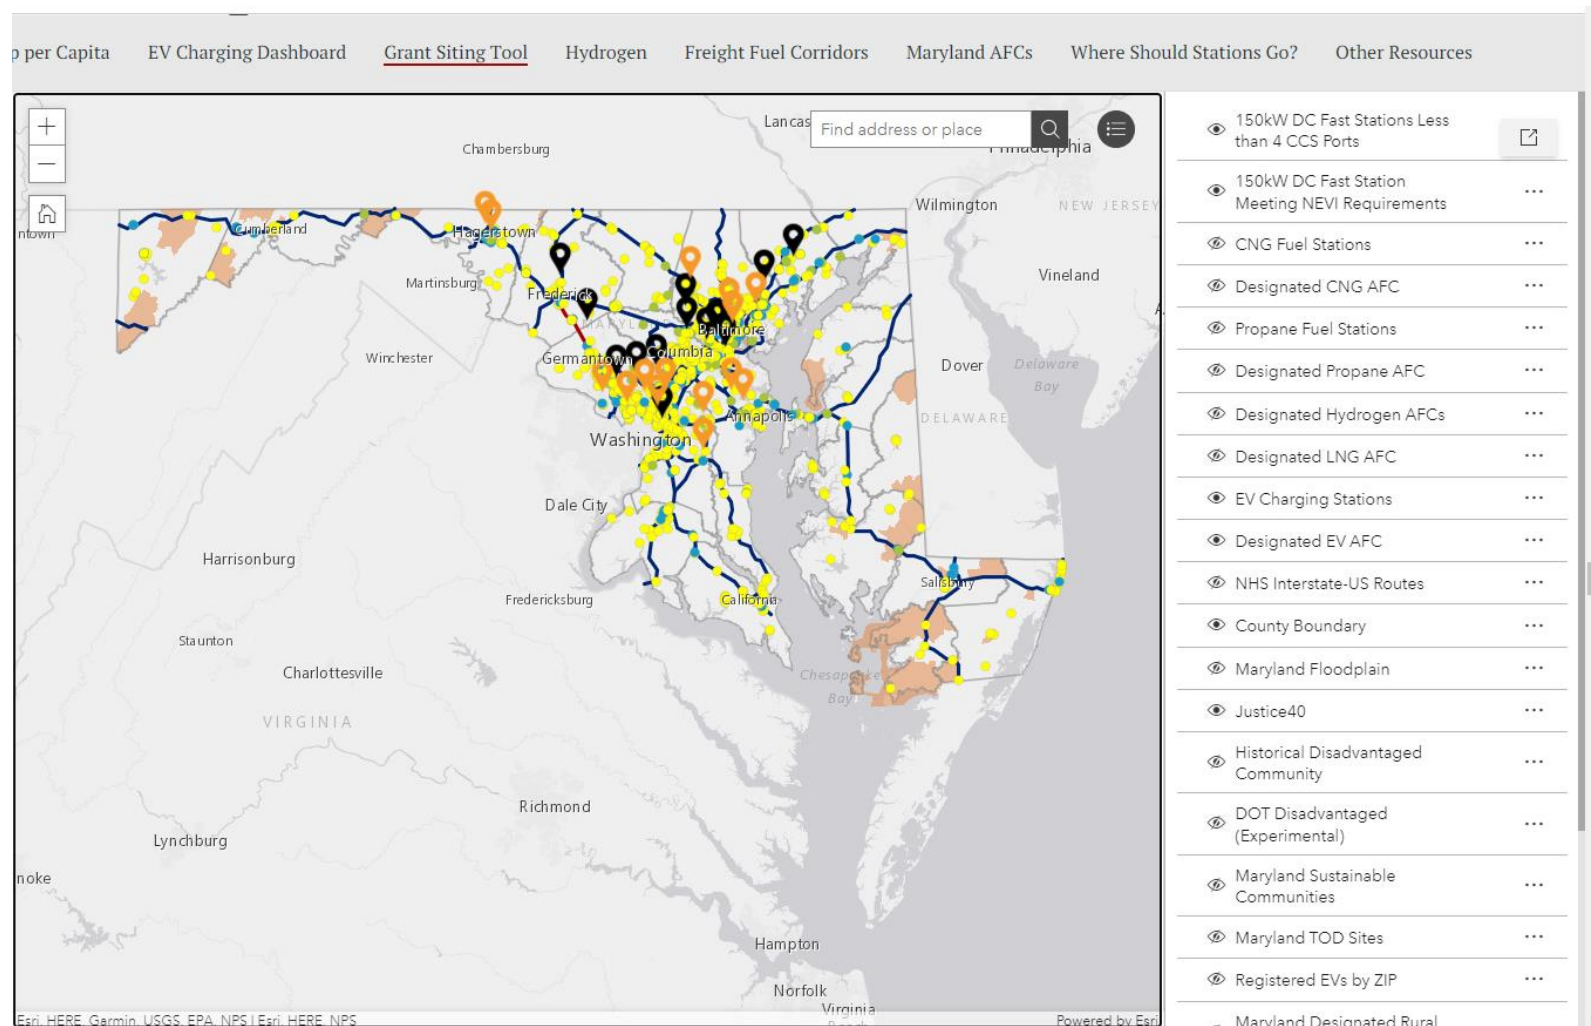 p per Capita
EV Charging Dashboard
Grant Siting Tool
Hydrogen
Freight Fuel Corridors
Maryland AFCs
Where Should Stations Go?
Other Resources
Lancas
Find address or place
Chambersburg
Wilmington
NEW JERSEY
Cumberland
Hagerstown
ntown
Martinsburg
Vineland
Frederick
MARYL
Baltimore
Winchester
Germantown
Columbia
Dover
Delaware
Bay
Annapolis
DELAWARE
Washington
Dale City
Harrisonburg
Salisbury
Fredericksburg
California
Staunton
Charlottesville
Chesapeake
Bay
VIRGINIA
Richmond
Lynchburg
noke
Hampton
Norfolk
Virginia
Esri, HERE, Garmin, USGS, EPA, NPS | Esri, HERE, NPS
Powered by Esri
150kW DC Fast Stations Less
than 4 CCS Ports
150kW DC Fast Station
Meeting NEVI Requirements
CNG Fuel Stations
Designated CNG AFC
Propane Fuel Stations
Designated Propane AFC
Designated Hydrogen AFCs
Designated LNG AFC
EV Charging Stations
Designated EV AFC
NHS Interstate-US Routes
County Boundary
Maryland Floodplain
Justice40
Historical Disadvantaged
Community
DOT Disadvantaged
(Experimental)
Maryland Sustainable
Communities
Maryland TOD Sites
Registered EVs by ZIP
Maryland Designated Rural